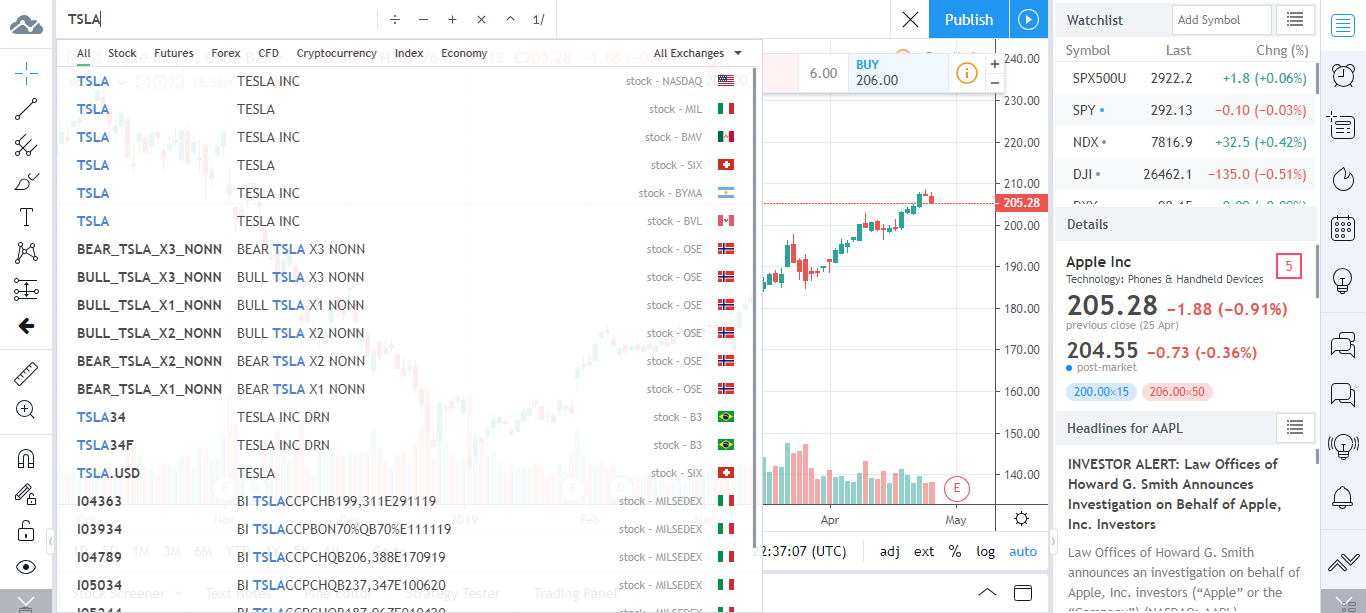 TSLA
÷ − + × ^ 1/
Publish
All Stock Futures Forex CFD Cryptocurrency Index Economy All Exchanges
TSLA TESLA INC stock - NASDAQ
TSLA TESLA stock - MIL
TSLA TESLA INC stock - BMV
TSLA TESLA stock - SIX
TSLA TESLA INC stock - BYMA
TSLA TESLA INC stock - BVL
BEAR_TSLA_X3_NONN BEAR TSLA X3 NONN stock - OSE
BULL_TSLA_X3_NONN BULL TSLA X3 NONN stock - OSE
BULL_TSLA_X1_NONN BULL TSLA X1 NONN stock - OSE
BULL_TSLA_X2_NONN BULL TSLA X2 NONN stock - OSE
BEAR_TSLA_X2_NONN BEAR TSLA X2 NONN stock - OSE
BEAR_TSLA_X1_NONN BEAR TSLA X1 NONN stock - OSE
TSLA34 TESLA INC DRN stock - B3
TSLA34F TESLA INC DRN stock - B3
TSLA.USD TESLA stock - SIX
I04363 BI TSLACCPCHB199,311E291119 stock - MILSEDEX
I03934 BI TSLACCPBON70%QB70%E111119 stock - MILSEDEX
I04789 BI TSLACCPCHQB206,388E170919 stock - MILSEDEX
I05034 BI TSLACCPCHQB237,347E100620 stock - MILSEDEX
6.00
BUY
206.00
240.00
230.00
220.00
210.00
205.28
200.00
190.00
180.00
170.00
160.00
150.00
140.00
E
Nov 2019 Feb Apr May
1M 3M 6M
2:37:07 (UTC) adj ext % log auto
Stock Screener Text Notes Pine Editor Strategy Tester Trading Panel
Watchlist Add Symbol
Symbol Last Chng (%)
SPX500U 2922.2 +1.8 (+0.06%)
SPY 292.13 −0.10 (−0.03%)
NDX 7816.9 +32.5 (+0.42%)
DJI 26462.1 −135.0 (−0.51%)
Details
Apple Inc 5
Technology: Phones & Handheld Devices
205.28 −1.88 (−0.91%)
previous close (25 Apr)
204.55 −0.73 (−0.36%)
post-market
200.00×15 206.00×50
Headlines for AAPL
INVESTOR ALERT: Law Offices of
Howard G. Smith Announces
Investigation on Behalf of Apple,
Inc. Investors
Law Offices of Howard G. Smith
announces an investigation on behalf of
Apple, Inc. investors (“Apple” or the
“Company”) (NASDAQ: AAPL)